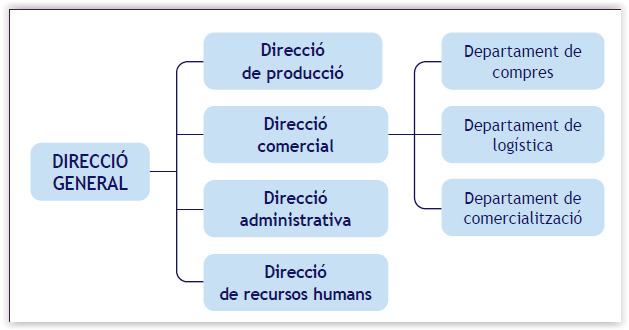 DIRECCIÓ
GENERAL
Direcció
de producció
Direcció
comercial
Direcció
administrativa
Direcció
de recursos humans
Departament de
compres
Departament de
logística
Departament de
comercialització